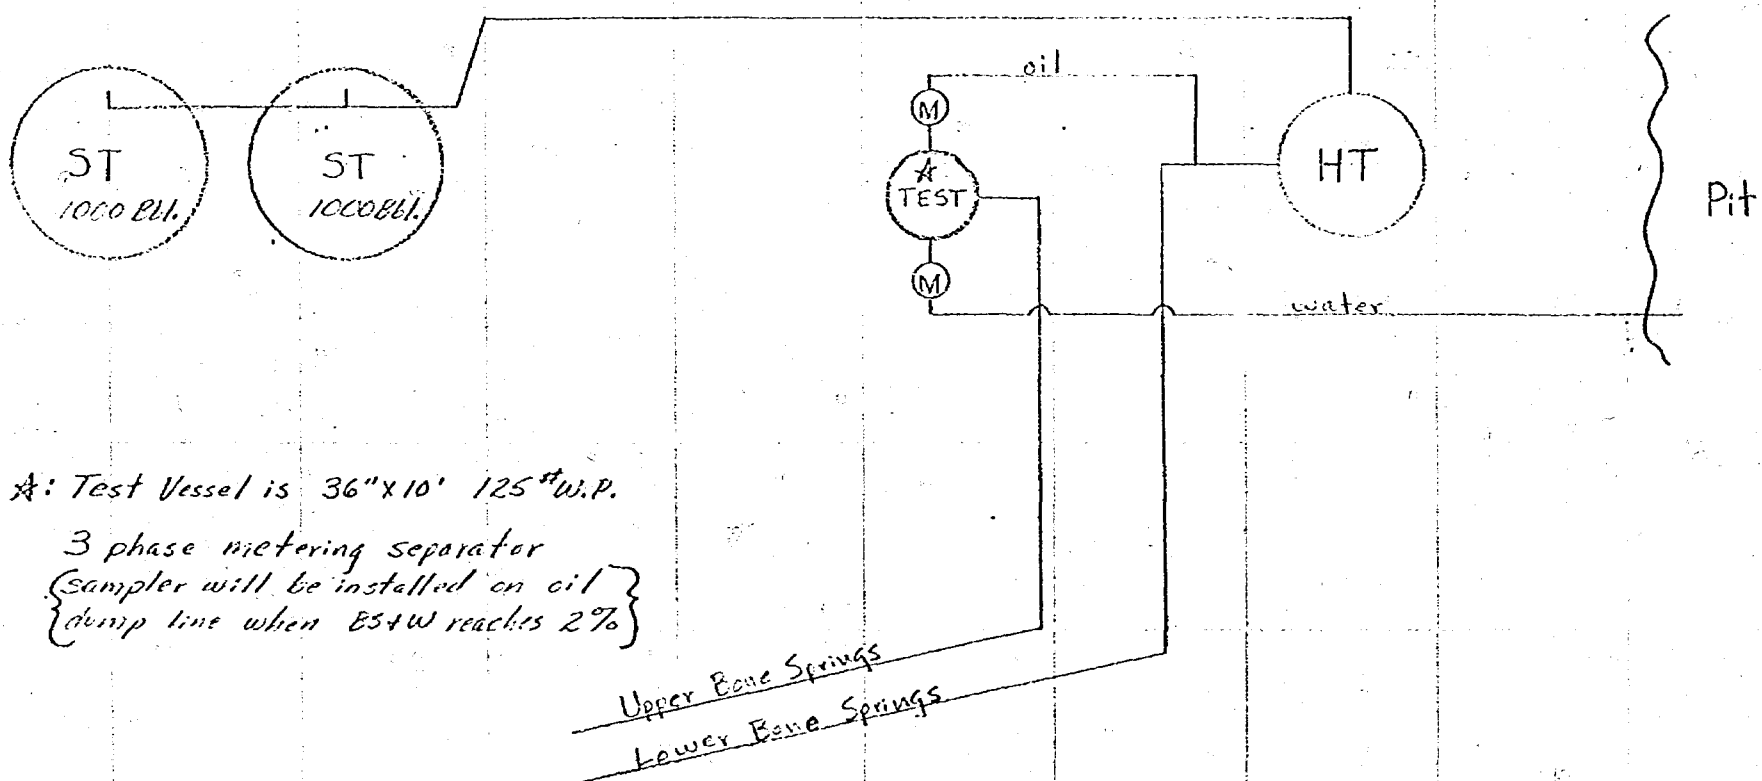 oil
M
ST
1000 Bbl.
ST
1000 Bbl.
☆
TEST
HT
Pit
M
water
☆: Test Vessel is 36"X10' 125# W.P.
3 phase metering separator
{sampler will be installed on oil}
{dump line when BS+W reaches 2%}
Upper Bone Springs
Lower Bone Springs